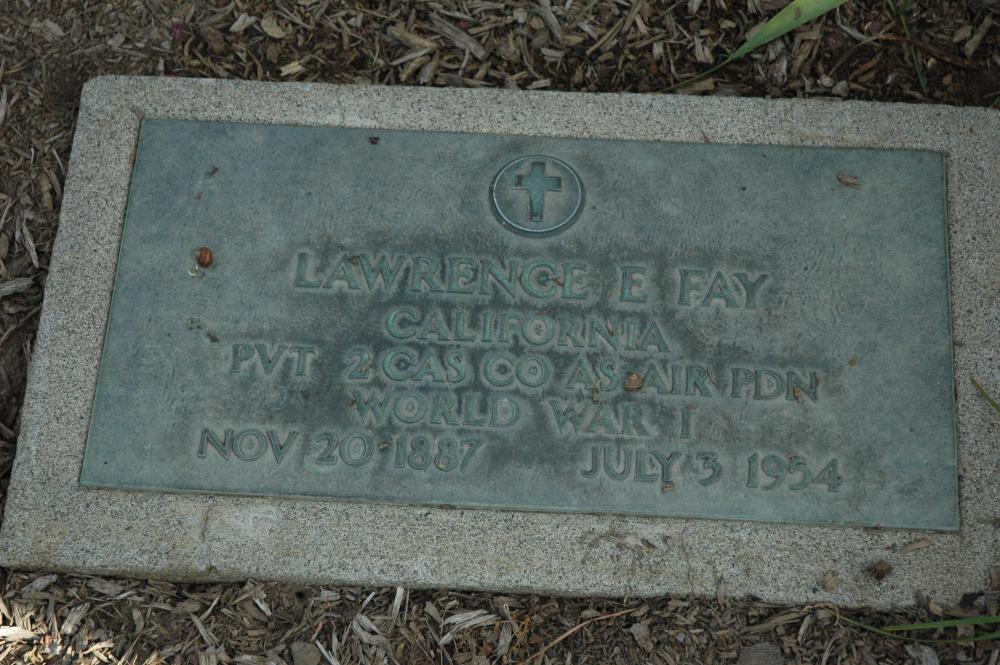 LAWRENCE E FAY
CALIFORNIA
PVT 2 CAS CO AS AIR PDN
WORLD WAR I
NOV 20 1887 JULY 3 1954